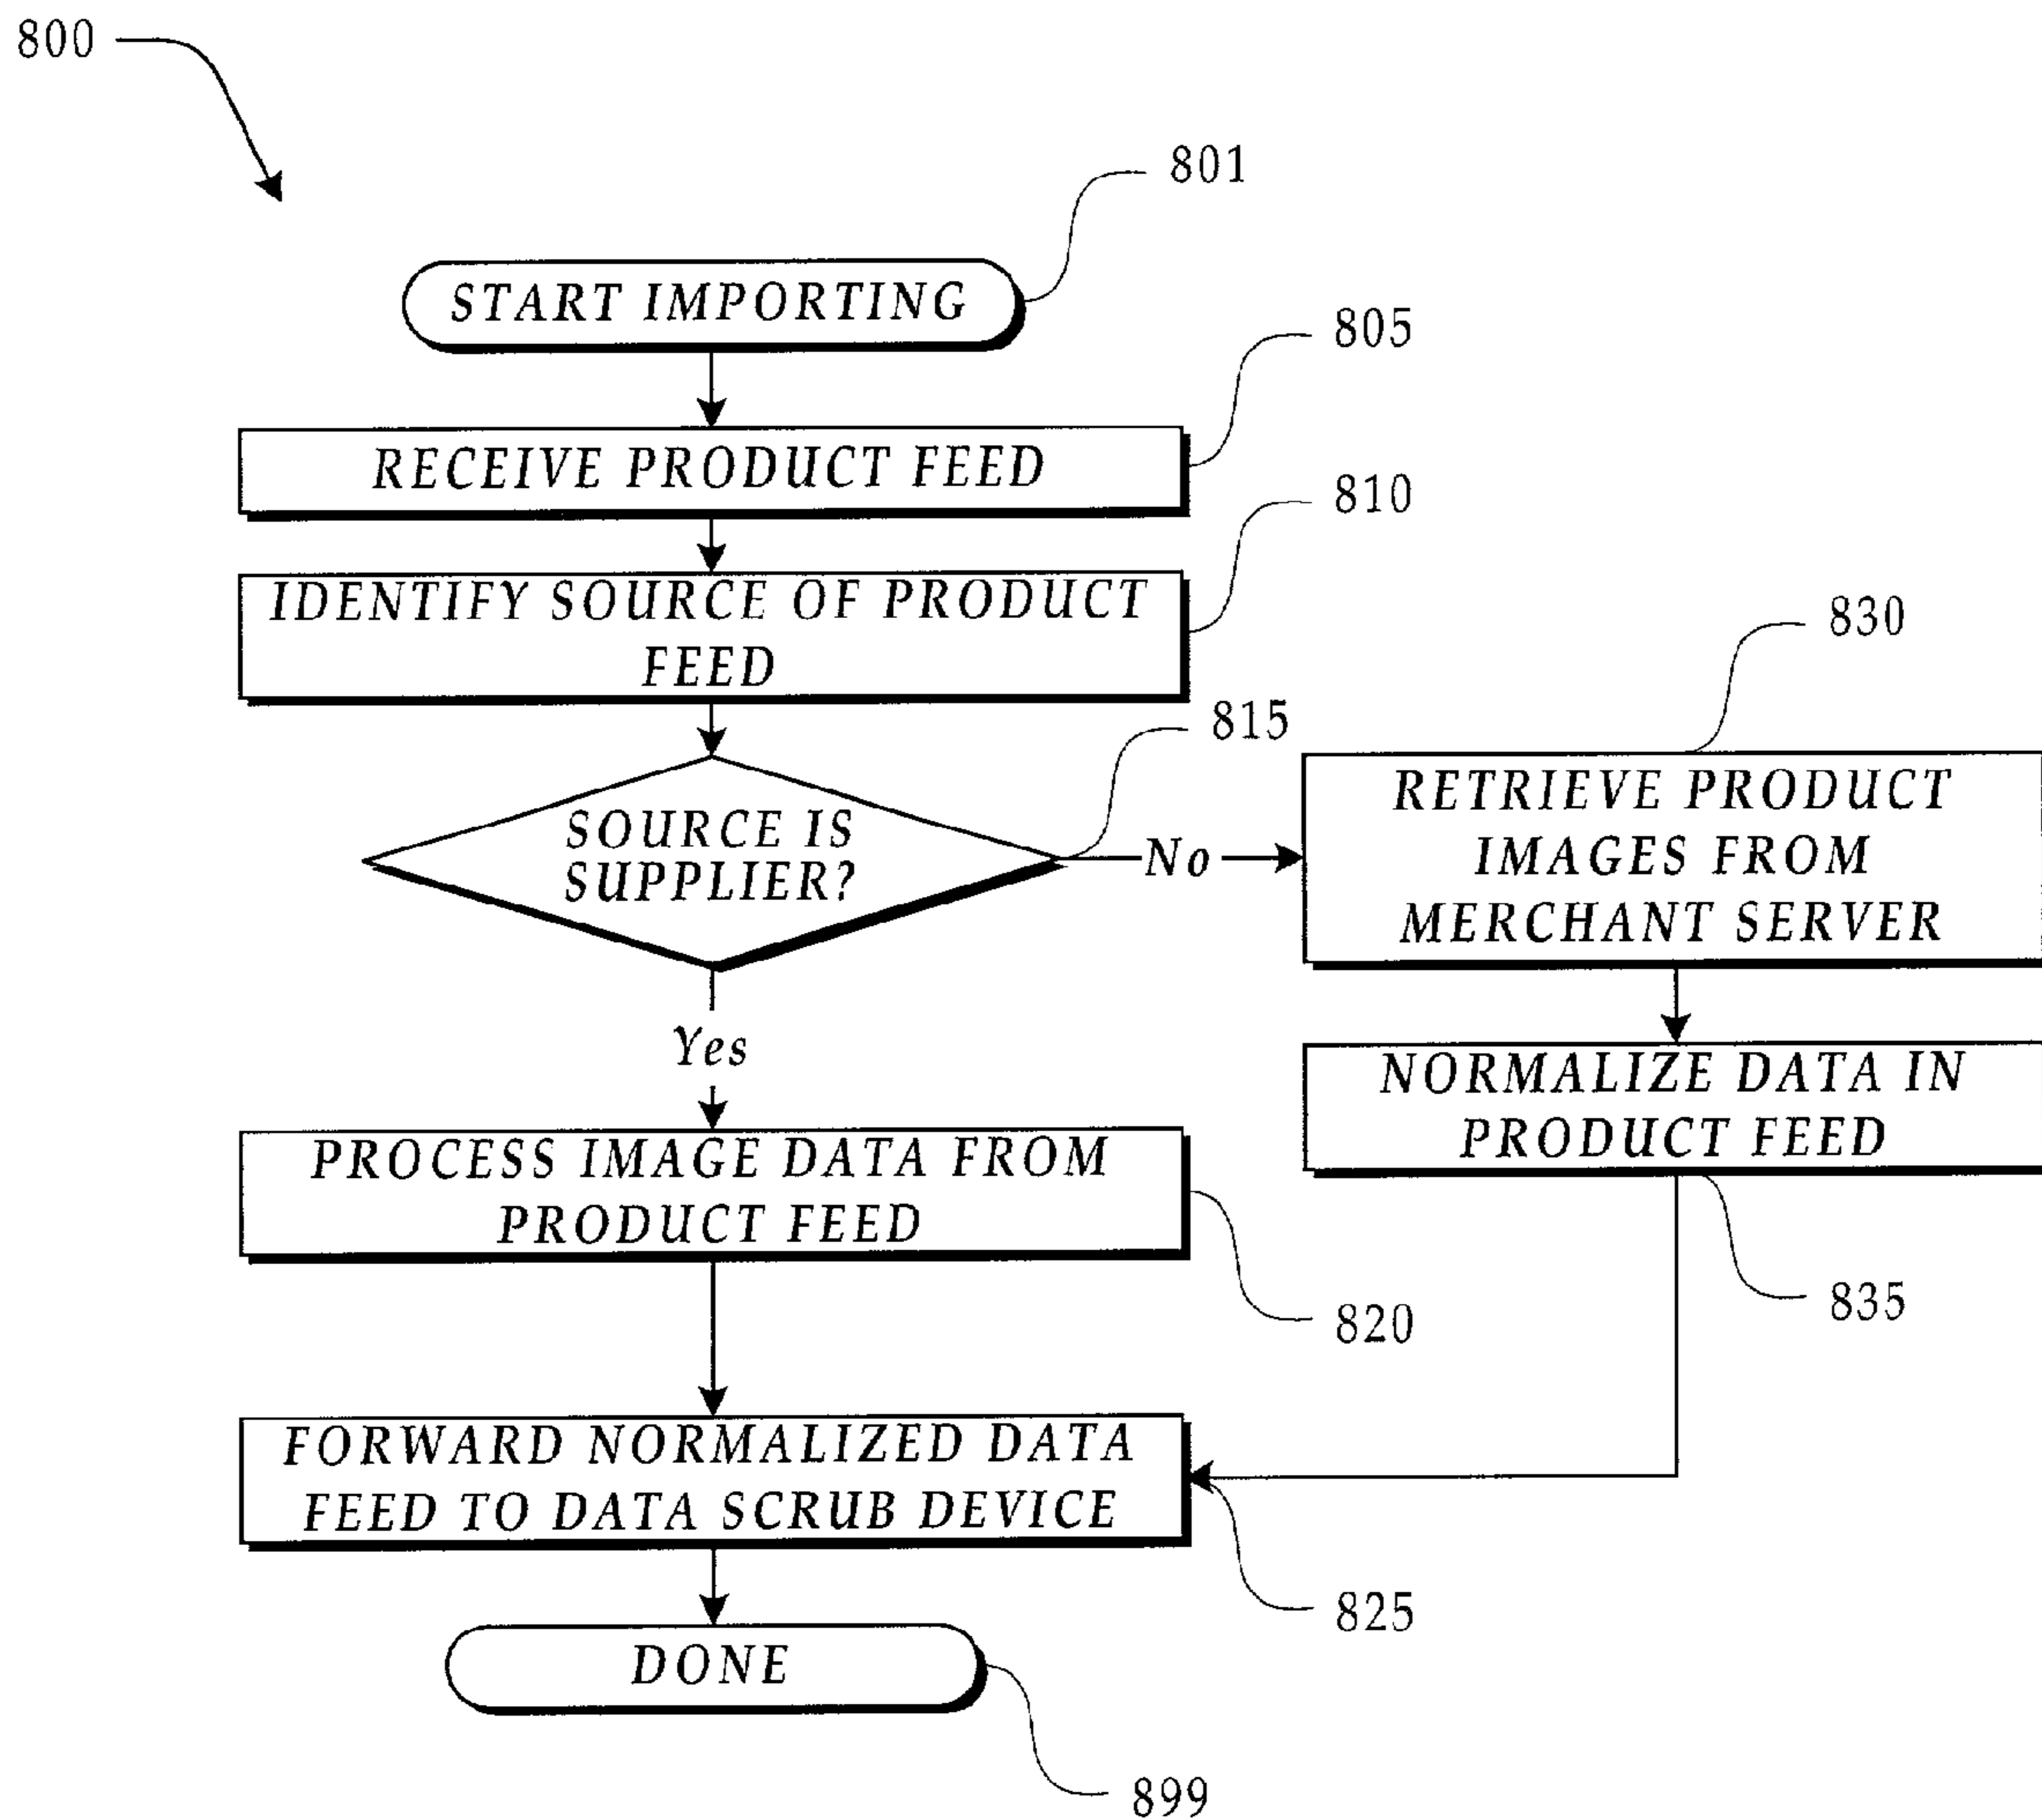 800
801
START IMPORTING
805
RECEIVE PRODUCT FEED
810
IDENTIFY SOURCE OF PRODUCT
FEED
815
SOURCE IS
SUPPLIER?
No
830
RETRIEVE PRODUCT
IMAGES FROM
MERCHANT SERVER
Yes
NORMALIZE DATA IN
PRODUCT FEED
835
PROCESS IMAGE DATA FROM
PRODUCT FEED
820
FORWARD NORMALIZED DATA
FEED TO DATA SCRUB DEVICE
825
DONE
899